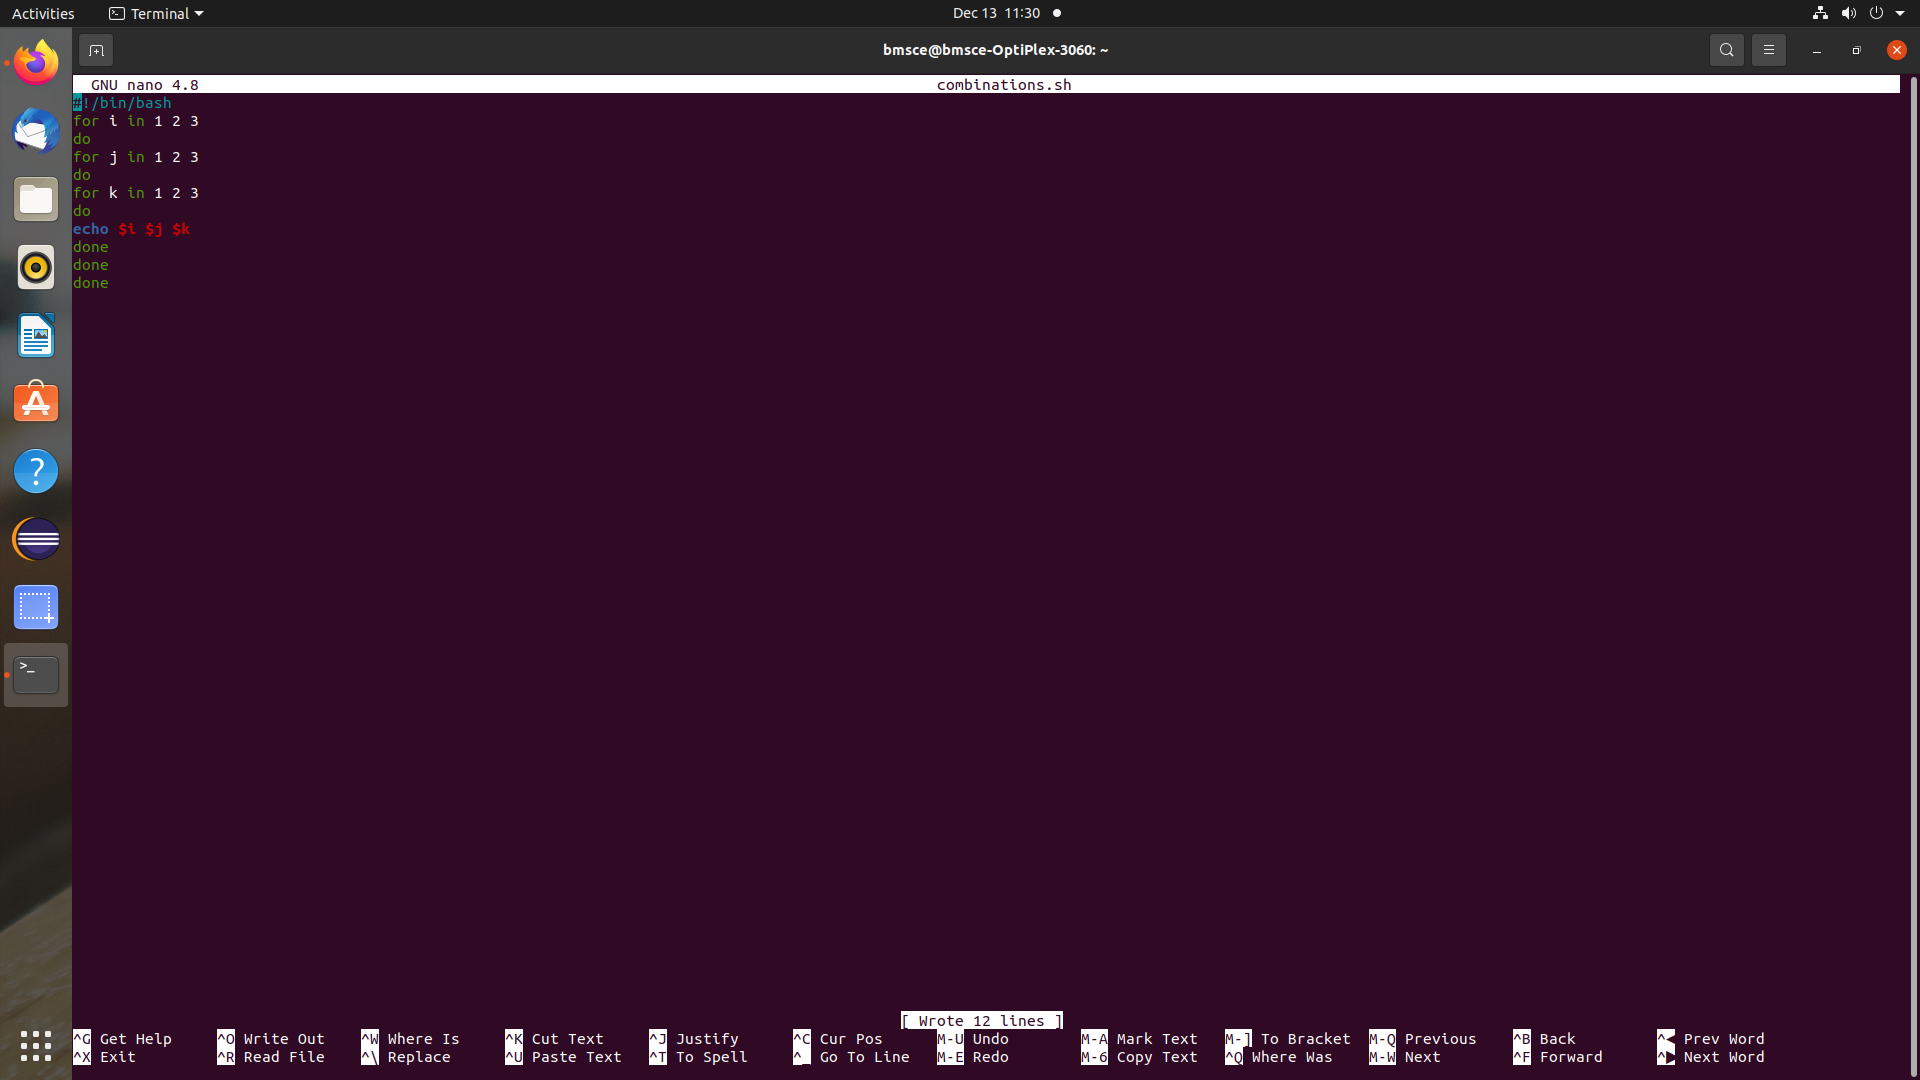 Activities Terminal Dec 13 11:30
bmsce@bmsce-OptiPlex-3060: ~
GNU nano 4.8 combinations.sh
#!/bin/bash
for i in 1 2 3
do
for j in 1 2 3
do
for k in 1 2 3
do
echo $i $j $k
done
done
done
[ Wrote 12 lines ]
^G Get Help ^O Write Out ^W Where Is ^K Cut Text ^J Justify ^C Cur Pos M-U Undo M-A Mark Text M-] To Bracket M-Q Previous ^B Back ^◀ Prev Word
^X Exit ^R Read File ^\ Replace ^U Paste Text ^T To Spell ^_ Go To Line M-E Redo M-6 Copy Text ^Q Where Was M-W Next ^F Forward ^▶ Next Word